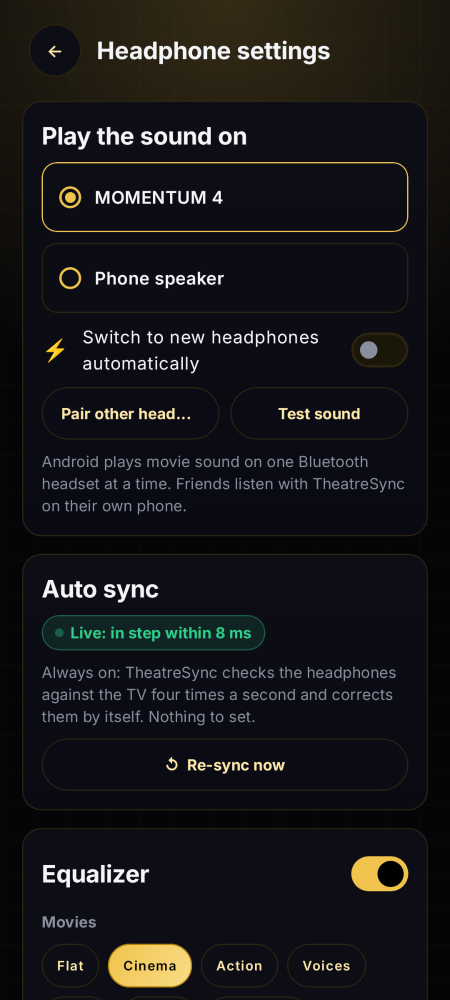 Headphone settings
Play the sound on
MOMENTUM 4
Phone speaker
Switch to new headphones
automatically
Pair other head...
Test sound
Android plays movie sound on one Bluetooth
headset at a time. Friends listen with TheatreSync
on their own phone.
Auto sync
Live: in step within 8 ms
Always on: TheatreSync checks the headphones
against the TV four times a second and corrects
them by itself. Nothing to set.
Re-sync now
Equalizer
Movies
Flat
Cinema
Action
Voices